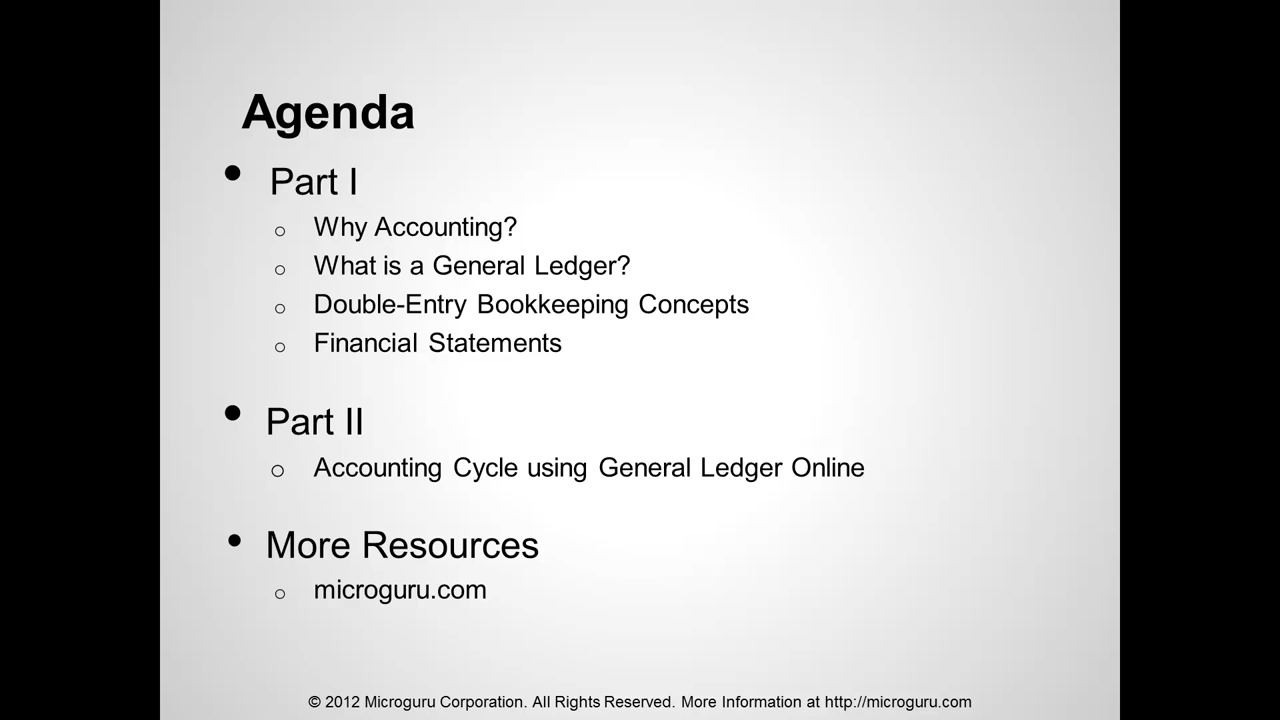 Agenda
• Part I
o Why Accounting?
o What is a General Ledger?
o Double-Entry Bookkeeping Concepts
o Financial Statements
• Part II
o Accounting Cycle using General Ledger Online
• More Resources
o microguru.com
© 2012 Microguru Corporation. All Rights Reserved. More Information at http://microguru.com